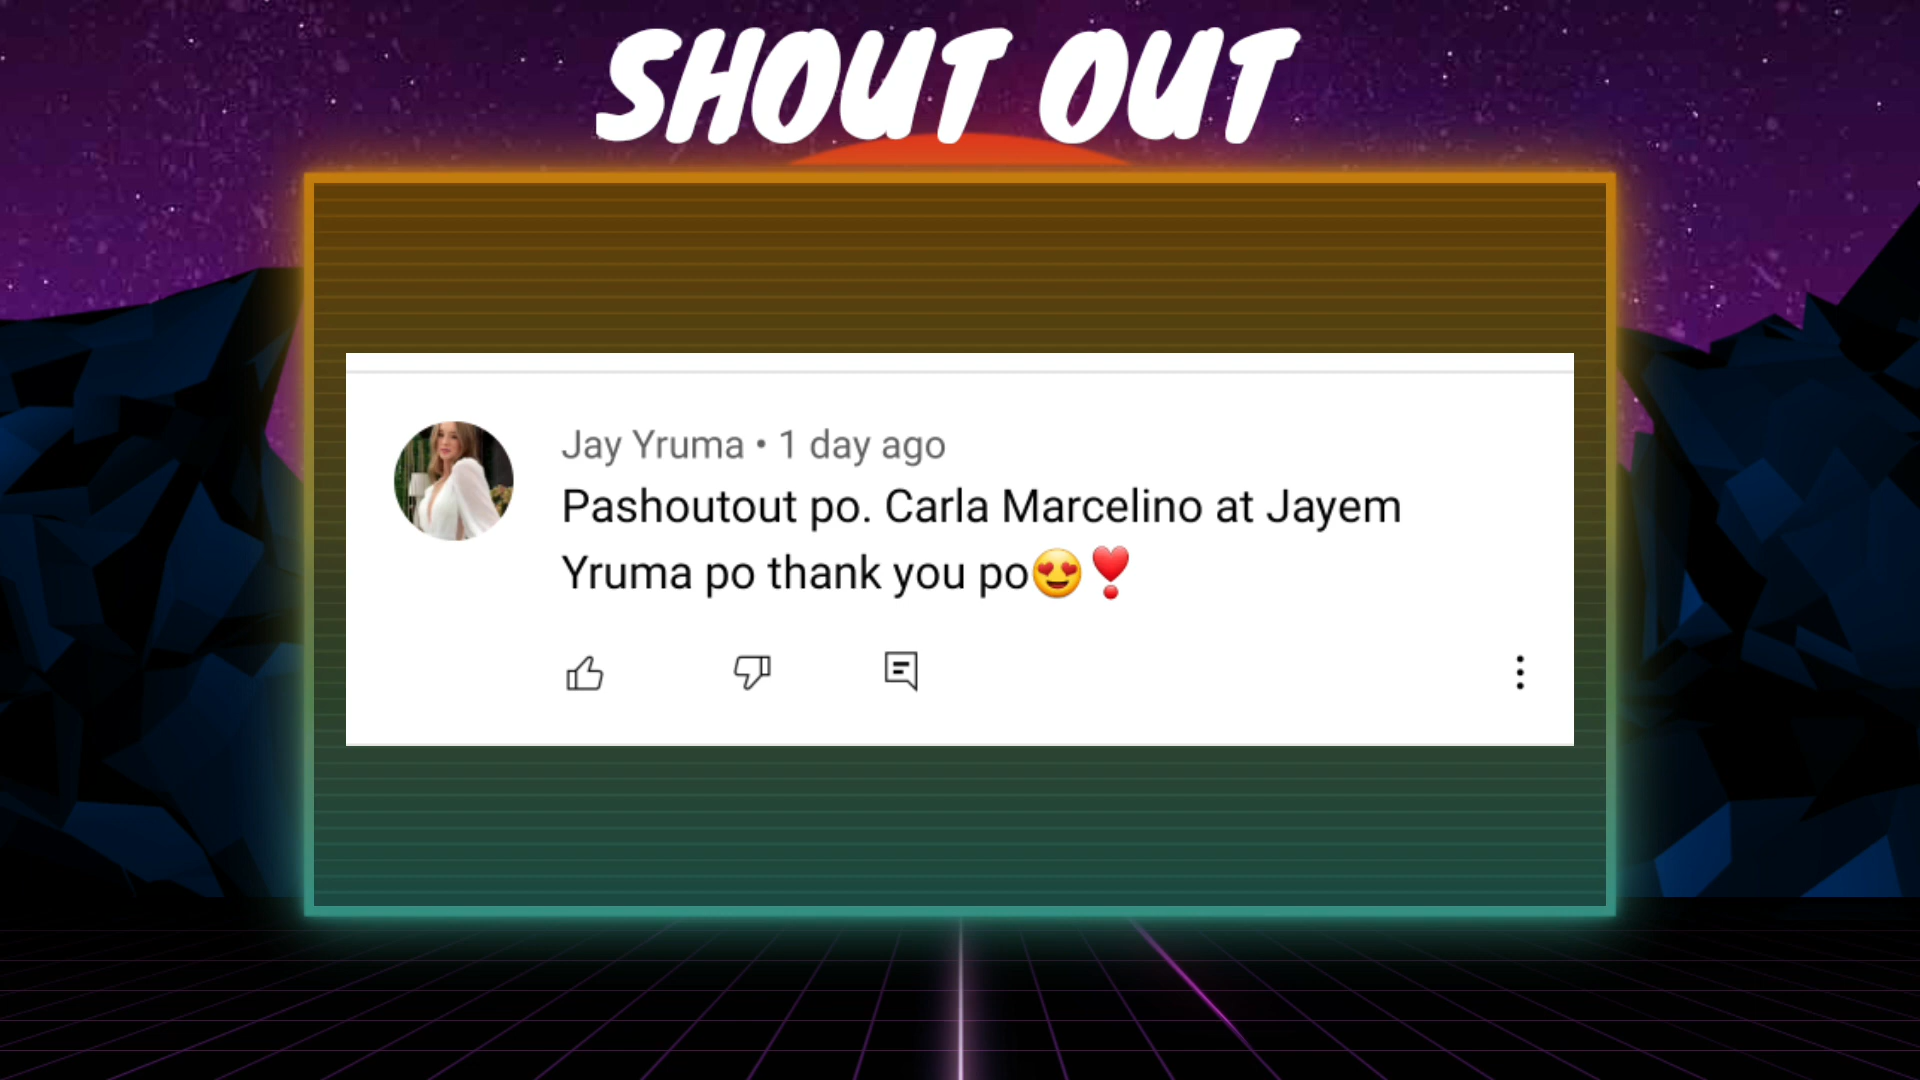 SHOUT OUT
Jay Yruma • 1 day ago
Pashoutout po. Carla Marcelino at Jayem
Yruma po thank you po😍❣️